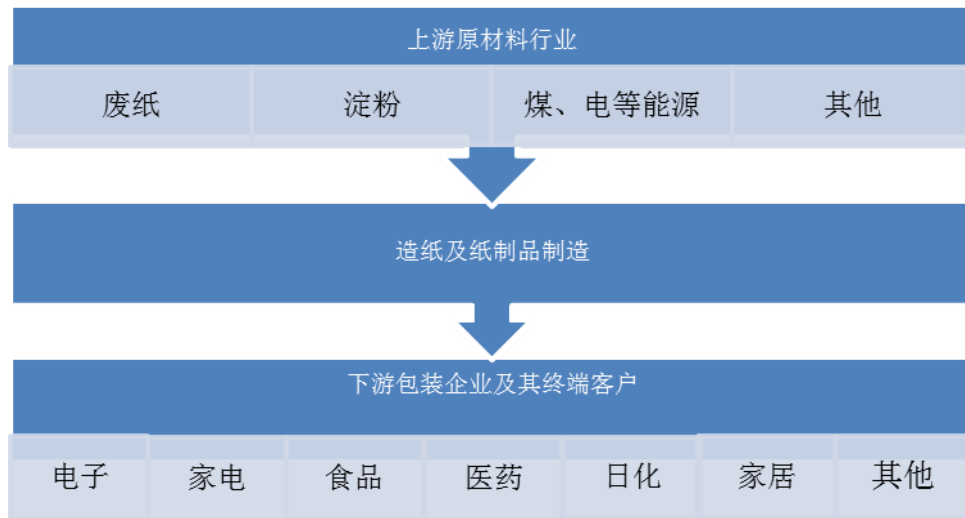 上游原材料行业
废纸 淀粉 煤、电等能源 其他
造纸及纸制品制造
下游包装企业及其终端客户
电子 家电 食品 医药 日化 家居 其他